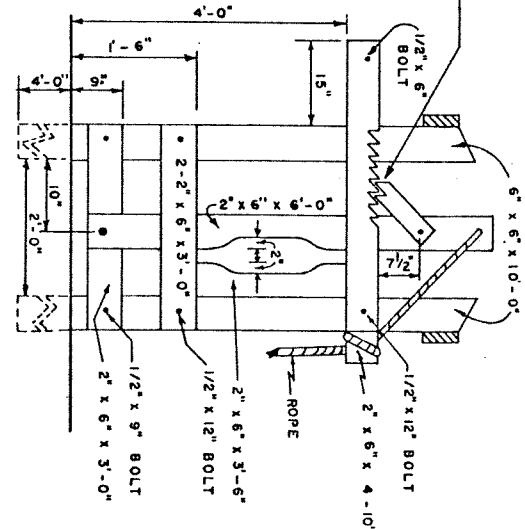 4'-0"
1'-6"
4'-0"
9"
10"
2'-0"
15"
1/2" x 6"
BOLT
6" x 6" x 10'-0"
2" x 6" x 6'-0"
2-2" x 6" x 3'-0"
2"
7 1/2"
1/2" x 12" BOLT
2" x 6" x 4-10'
ROPE
2" x 6" x 3'-6"
1/2" x 12" BOLT
1/2" x 9" BOLT
2" x 6" x 3'-0"